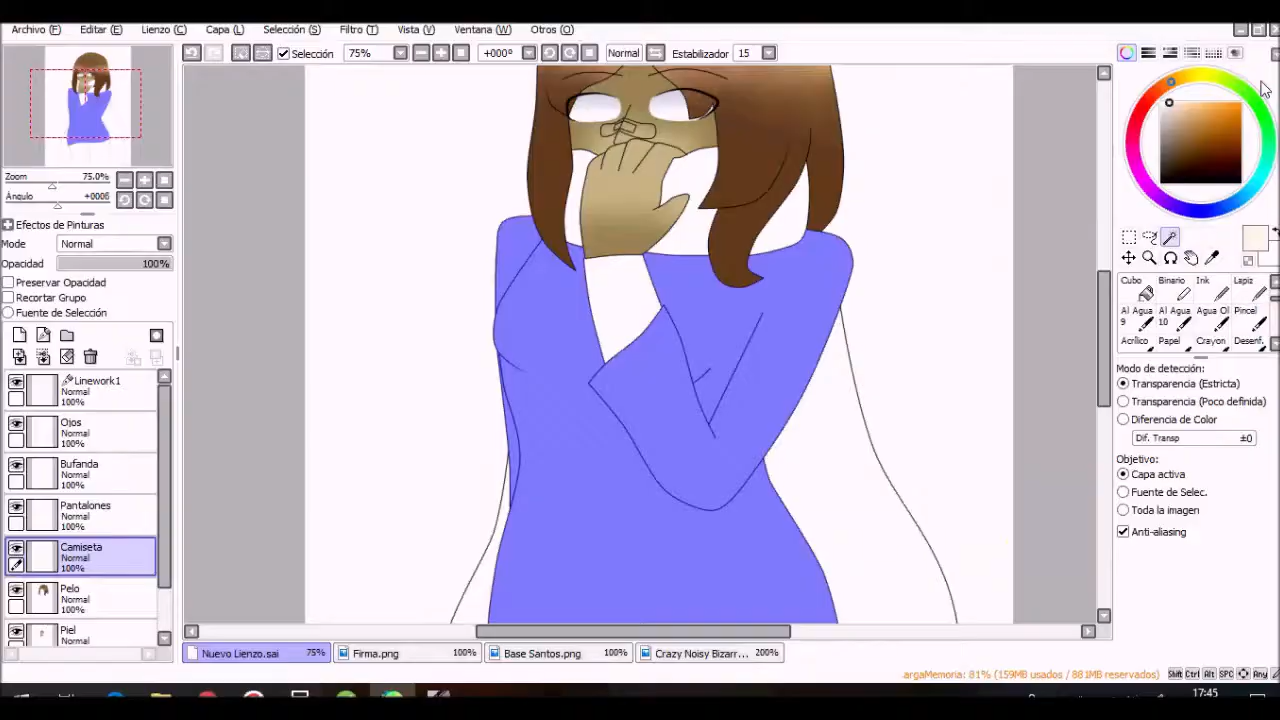 Archivo (F) Editar (E) Lienzo (C) Capa (L) Selección (S) Filtro (T) Vista (V) Ventana (W) Otros (O)
Selección 75% +000º Normal Estabilizador 15
Zoom 75.0%
Ángulo +000δ
Efectos de Pinturas
Modo Normal
Opacidad 100%
Preservar Opacidad
Recortar Grupo
Fuente de Selección
Linework1
Normal
100%
Ojos
Normal
100%
Bufanda
Normal
100%
Pantalones
Normal
100%
Camiseta
Normal
100%
Pelo
Normal
100%
Piel
Normal
Cubo Binario Ink Lapiz
Al Agua 9 Al Agua 10 Agua Ol Pincel
Acrílico Papel Crayon Desenf.
Modo de detección:
Transparencia (Estricta)
Transparencia (Poco definida)
Diferencia de Color
Dif. Transp ±0
Objetivo:
Capa activa
Fuente de Selec.
Toda la imagen
Anti-aliasing
Nuevo Lienzo.sai 75% Firma.png 100% Base Santos.png 100% Crazy Noisy Bizarr... 200%
argaMemoria: 81% (159MB usados / 881MB reservados) Shift Ctrl Alt SPC Any
17:45